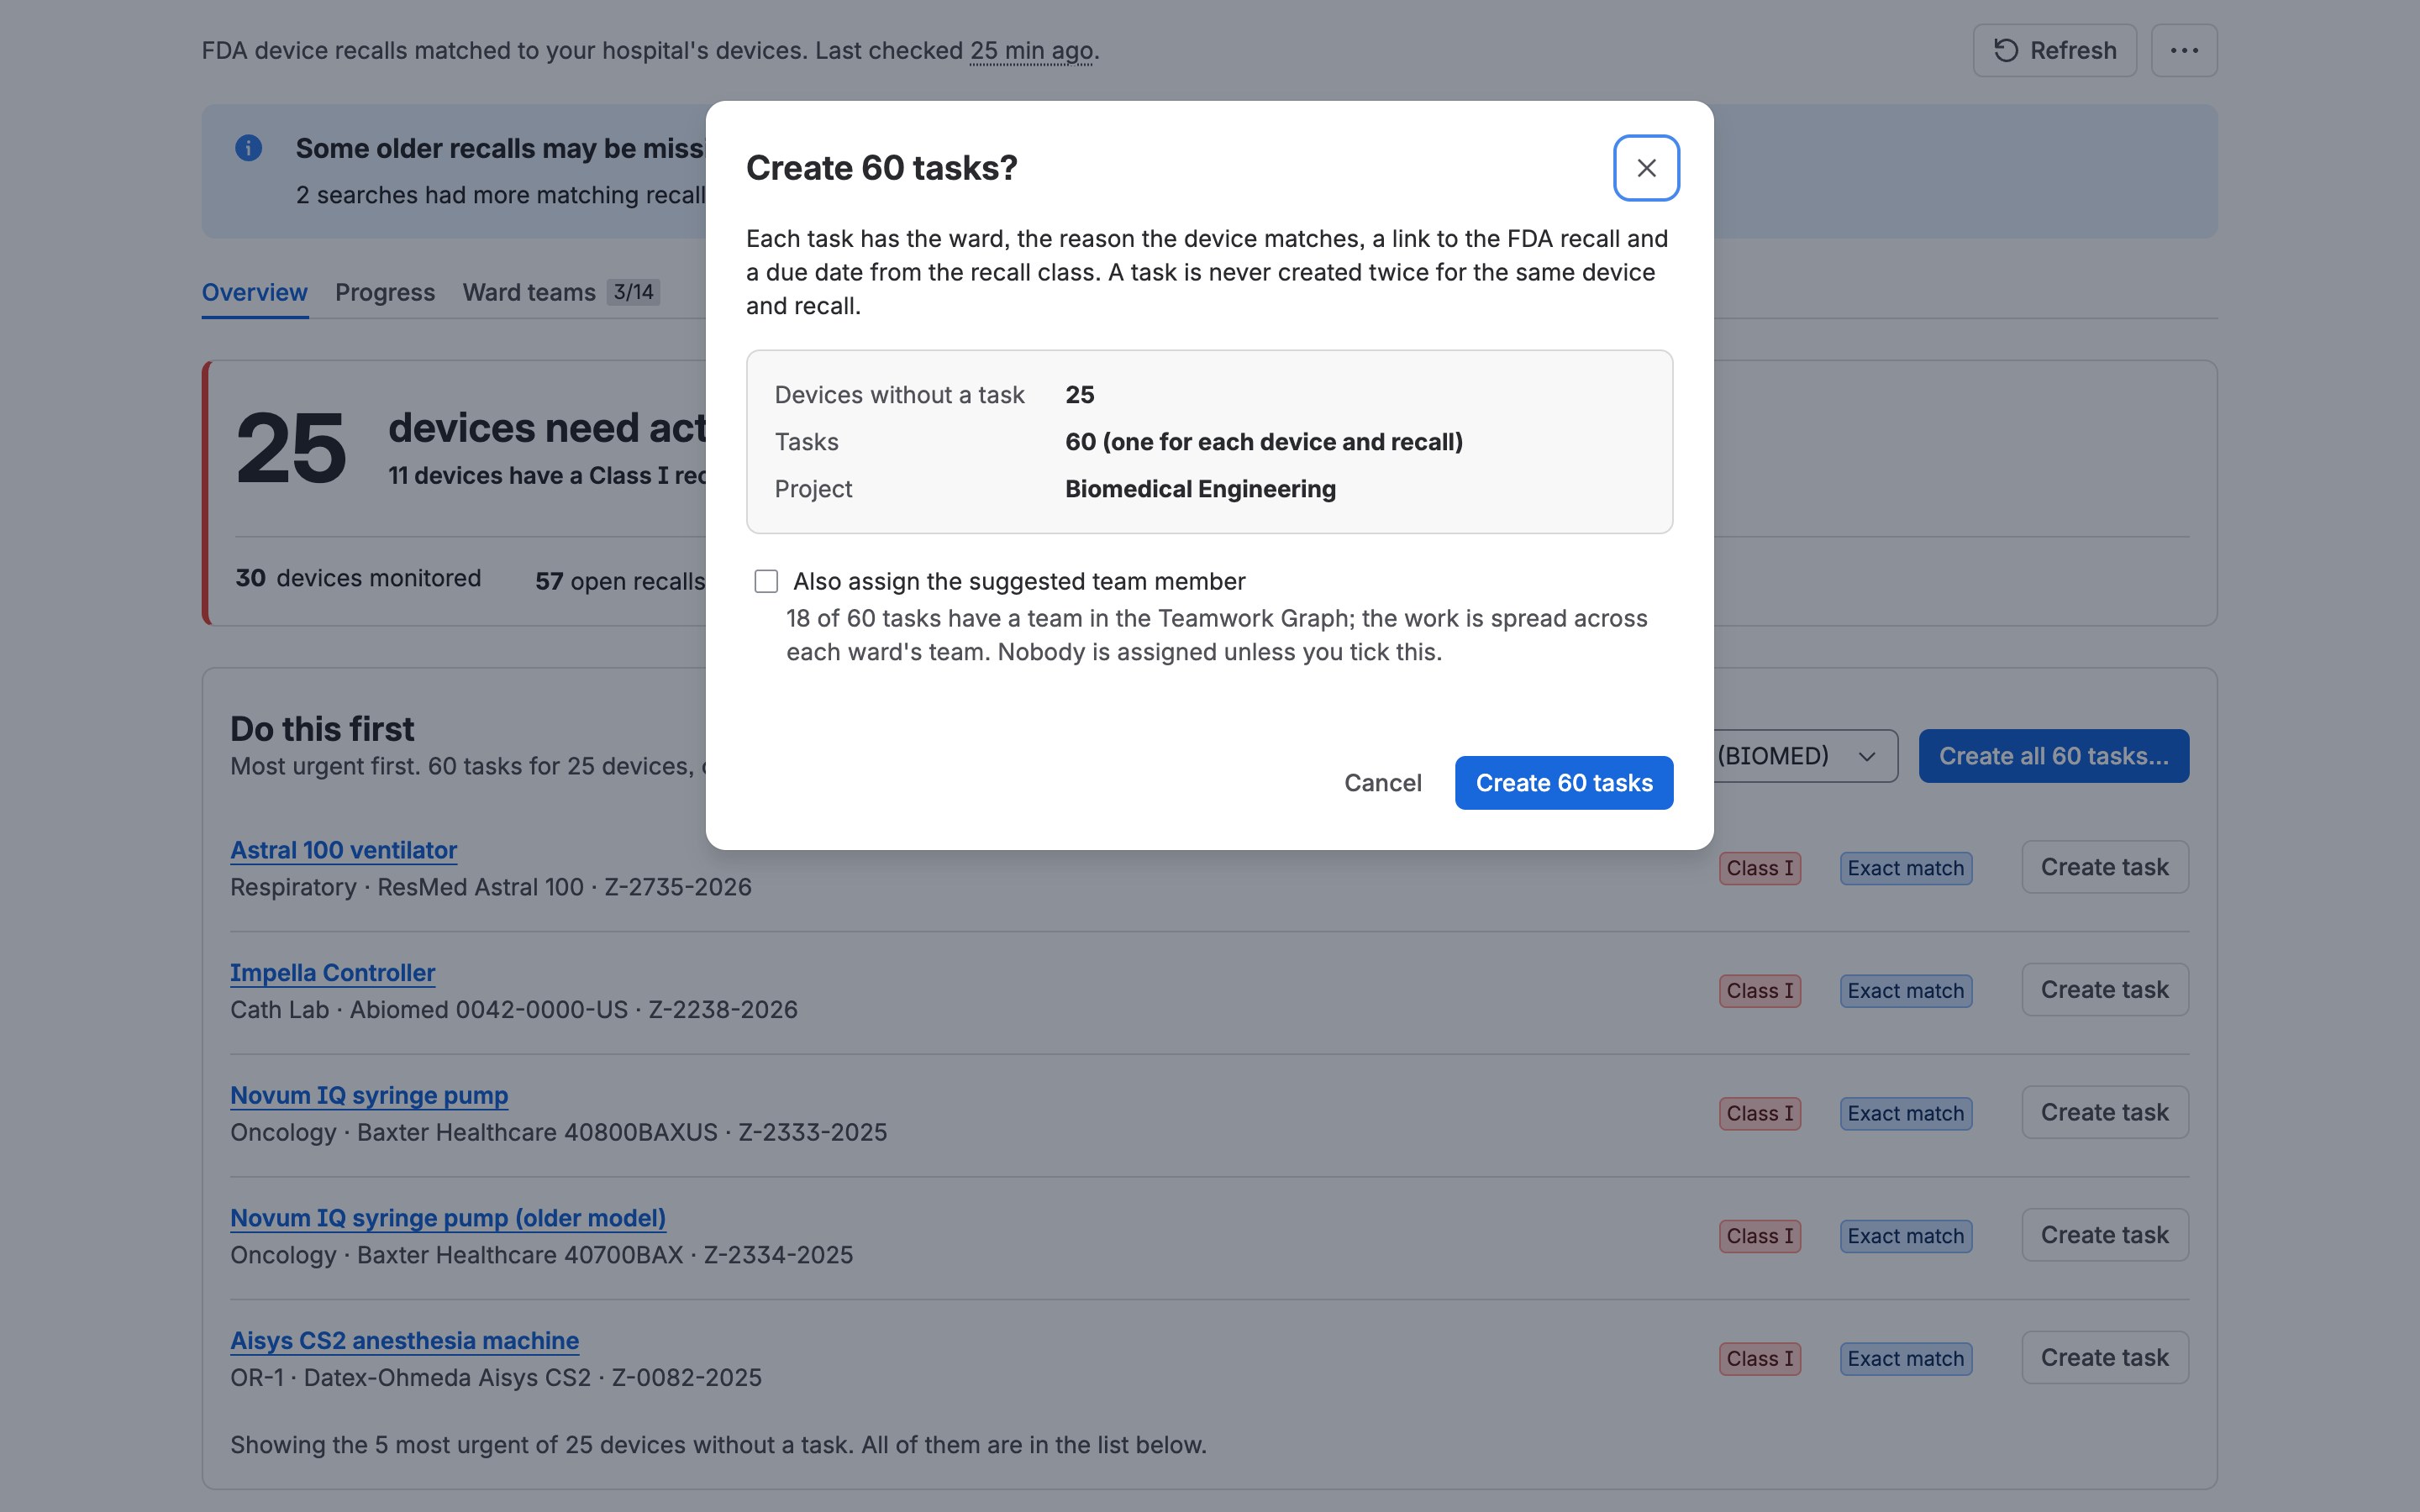 FDA device recalls matched to your hospital's devices. Last checked 25 min ago.
Refresh
Some older recalls may be
2 searches had more matching
Overview
Progress
Ward teams 3/14
25
devices need
11 devices have a Class I
30 devices monitored
57 open recalls
Create 60 tasks?
Each task has the ward, the reason the device matches, a link to the FDA recall and
a due date from the recall class. A task is never created twice for the same device
and recall.
Devices without a task 25
Tasks 60 (one for each device and recall)
Project Biomedical Engineering
Also assign the suggested team member
18 of 60 tasks have a team in the Teamwork Graph; the work is spread across
each ward's team. Nobody is assigned unless you tick this.
Cancel
Create 60 tasks
Do this first
Most urgent first. 60 tasks for 25 devices,
(BIOMED)
Create all 60 tasks...
Astral 100 ventilator
Respiratory · ResMed Astral 100 · Z-2735-2026
Class I
Exact match
Create task
Impella Controller
Cath Lab · Abiomed 0042-0000-US · Z-2238-2026
Class I
Exact match
Create task
Novum IQ syringe pump
Oncology · Baxter Healthcare 40800BAXUS · Z-2333-2025
Class I
Exact match
Create task
Novum IQ syringe pump (older model)
Oncology · Baxter Healthcare 40700BAX · Z-2334-2025
Class I
Exact match
Create task
Aisys CS2 anesthesia machine
OR-1 · Datex-Ohmeda Aisys CS2 · Z-0082-2025
Class I
Exact match
Create task
Showing the 5 most urgent of 25 devices without a task. All of them are in the list below.